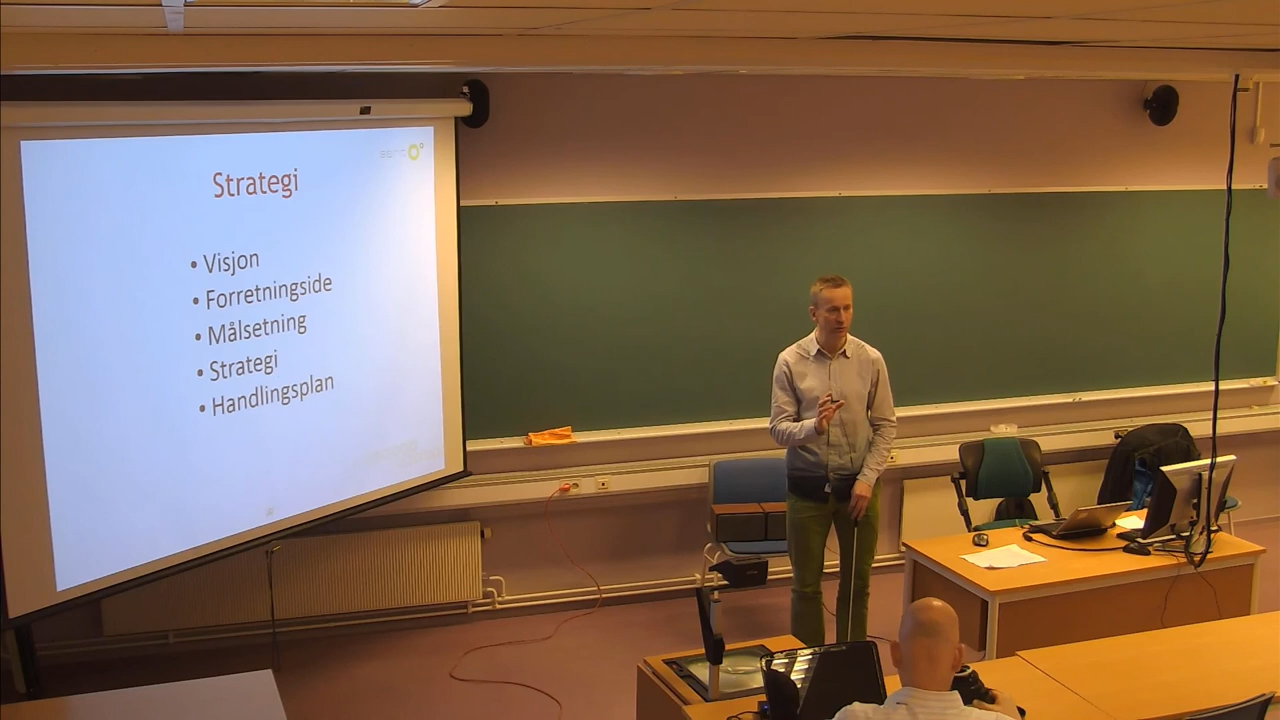 Strategi
• Visjon
• Forretningside
• Målsetning
• Strategi
• Handlingsplan